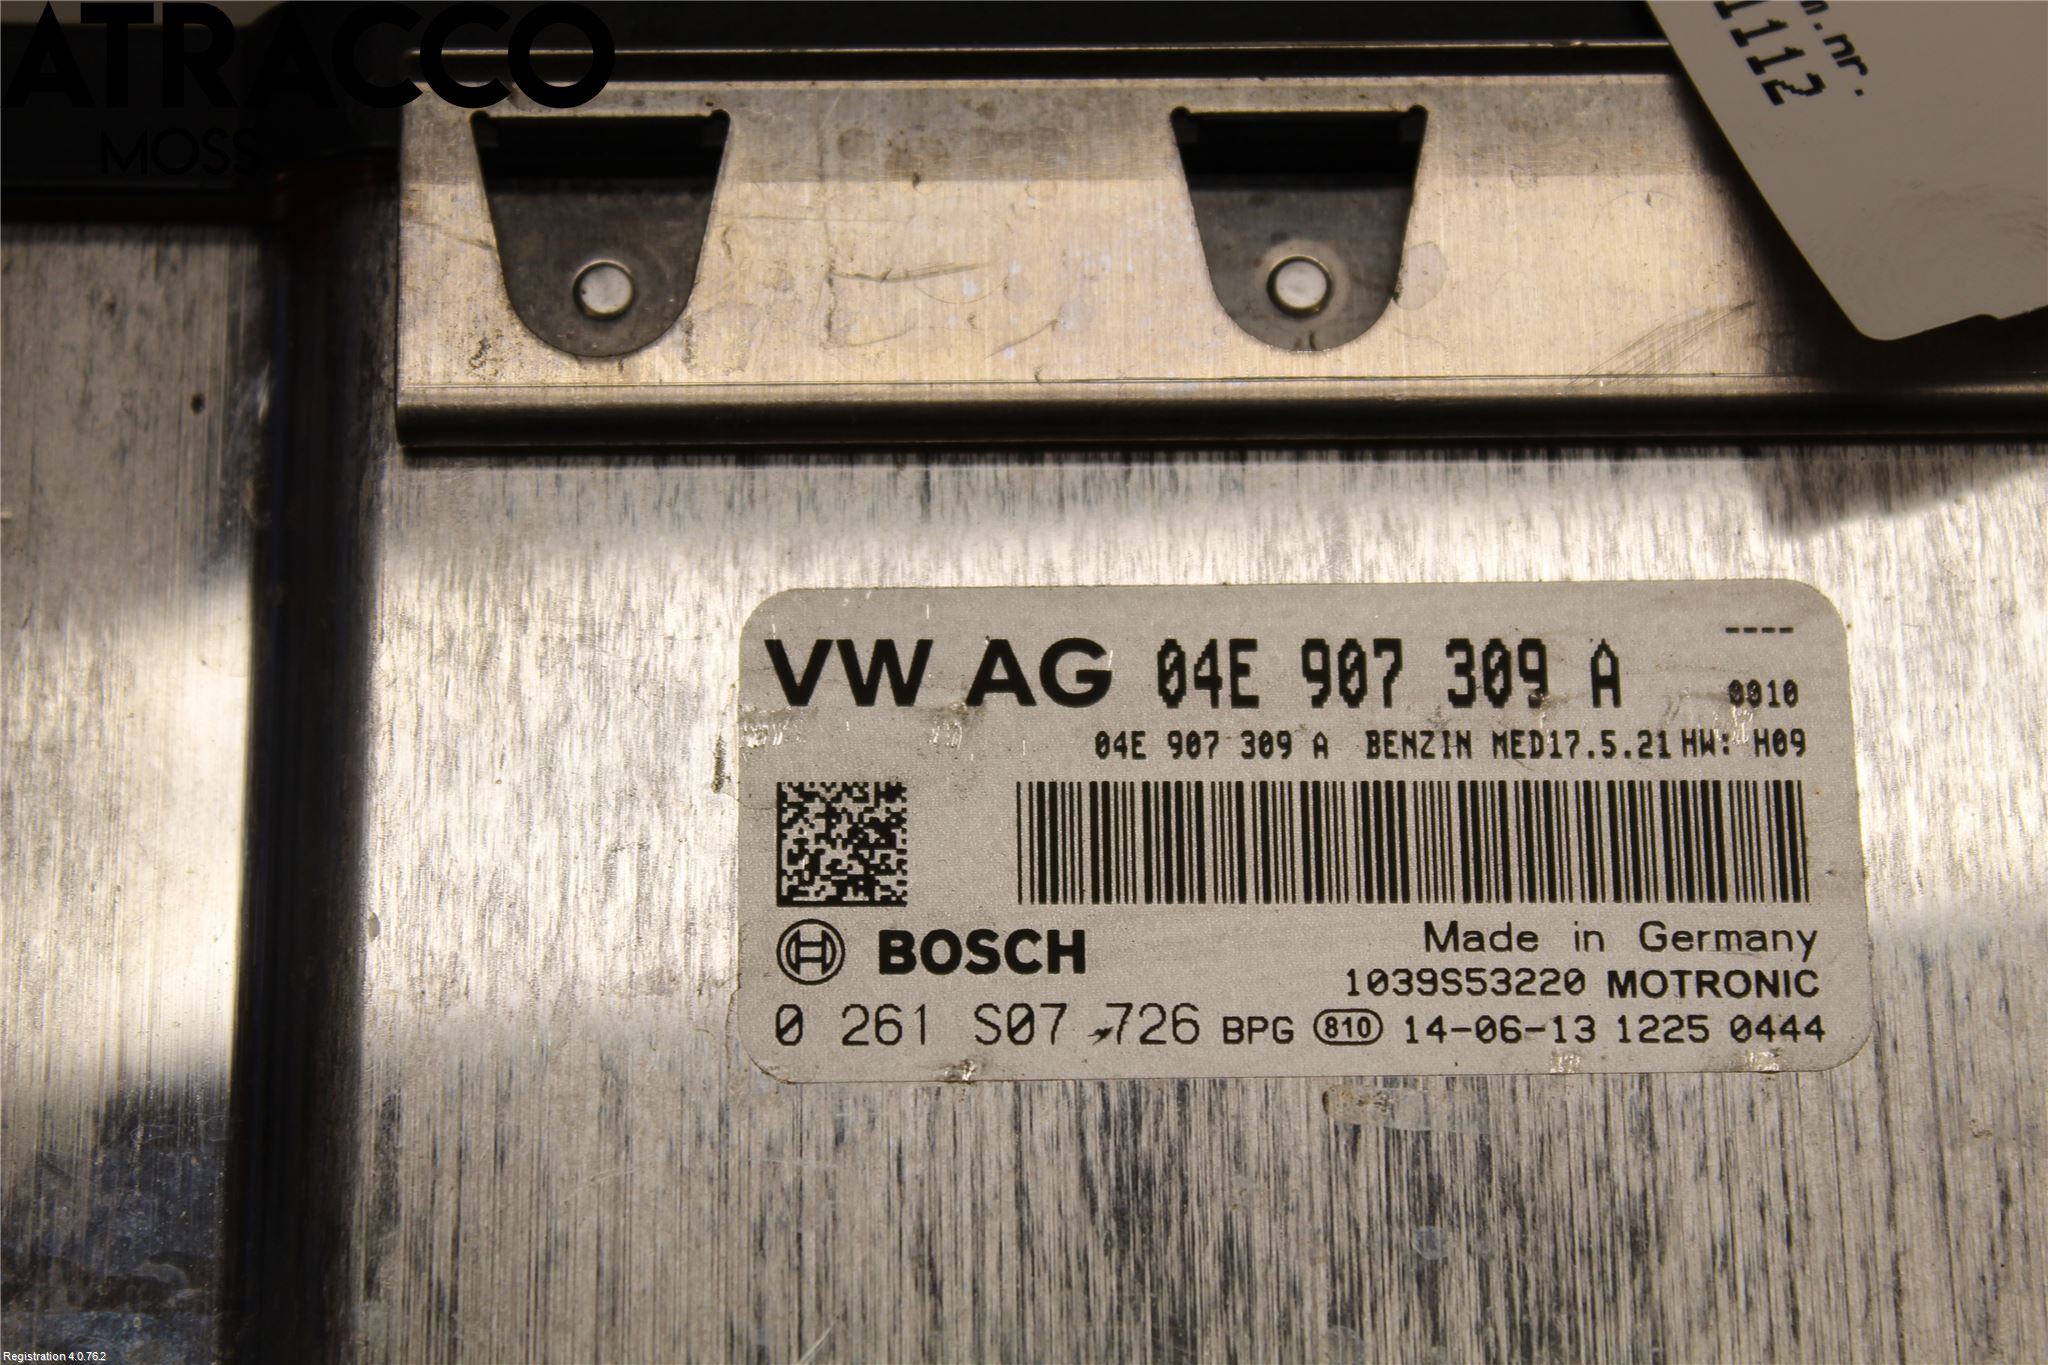 ATRACCO
MOSS
m.nr.
1112
VW AG 04E 907 309 A
----
0010
04E 907 309 A BENZIN MED17.5.21 HW: H09
BOSCH
Made in Germany
1039S53220 MOTRONIC
0 261 S07 726 BPG 810 14-06-13 1225 0444
Registration 4.0.76.2